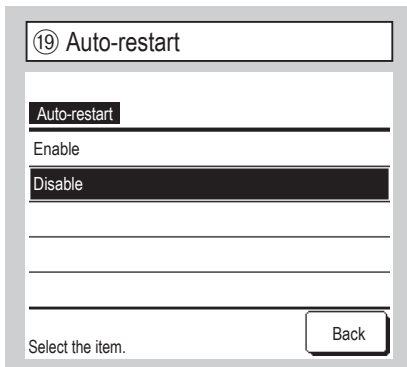 ⑲ Auto-restart
Auto-restart
Enable
Disable
Select the item.
Back